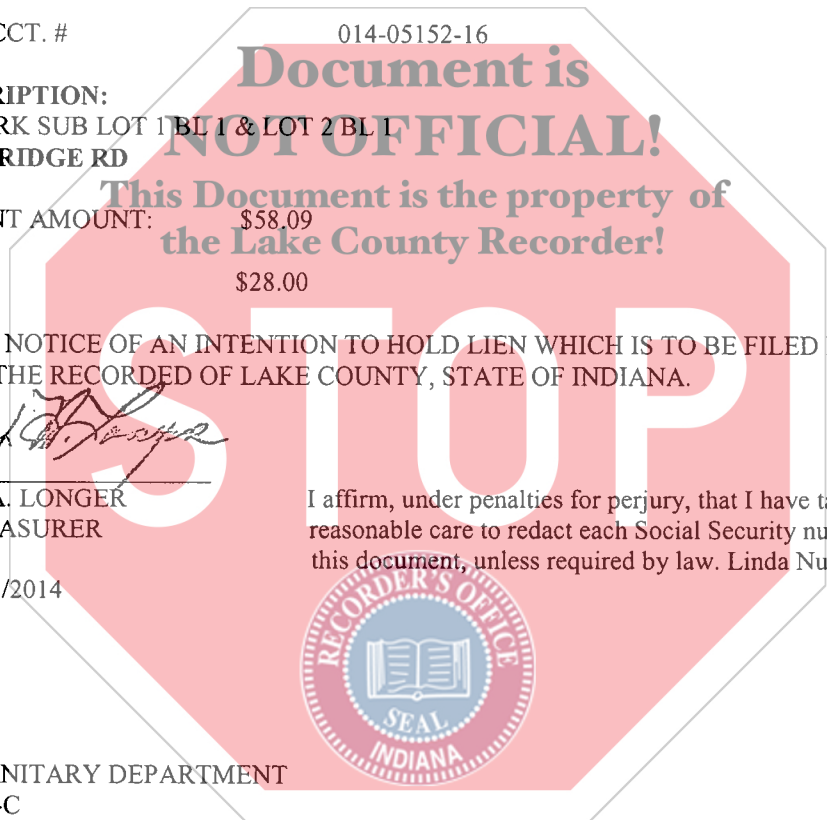 CCT. # 014-05152-16
Document is
RIPTION:
RK SUB LOT 1 BL 1 & LOT 2 BL 1
NOT OFFICIAL!
RIDGE RD
This Document is the property of
NT AMOUNT: $58.09
the Lake County Recorder!
$28.00
NOTICE OF AN INTENTION TO HOLD LIEN WHICH IS TO BE FILED
THE RECORDED OF LAKE COUNTY, STATE OF INDIANA.
STOP
A. LONGER
I affirm, under penalties for perjury, that I have ta
ASURER
reasonable care to redact each Social Security nu
this document, unless required by law. Linda Nu
/2014
RECORDER'S OFFICE
SEAL
INDIANA
NITARY DEPARTMENT
-C